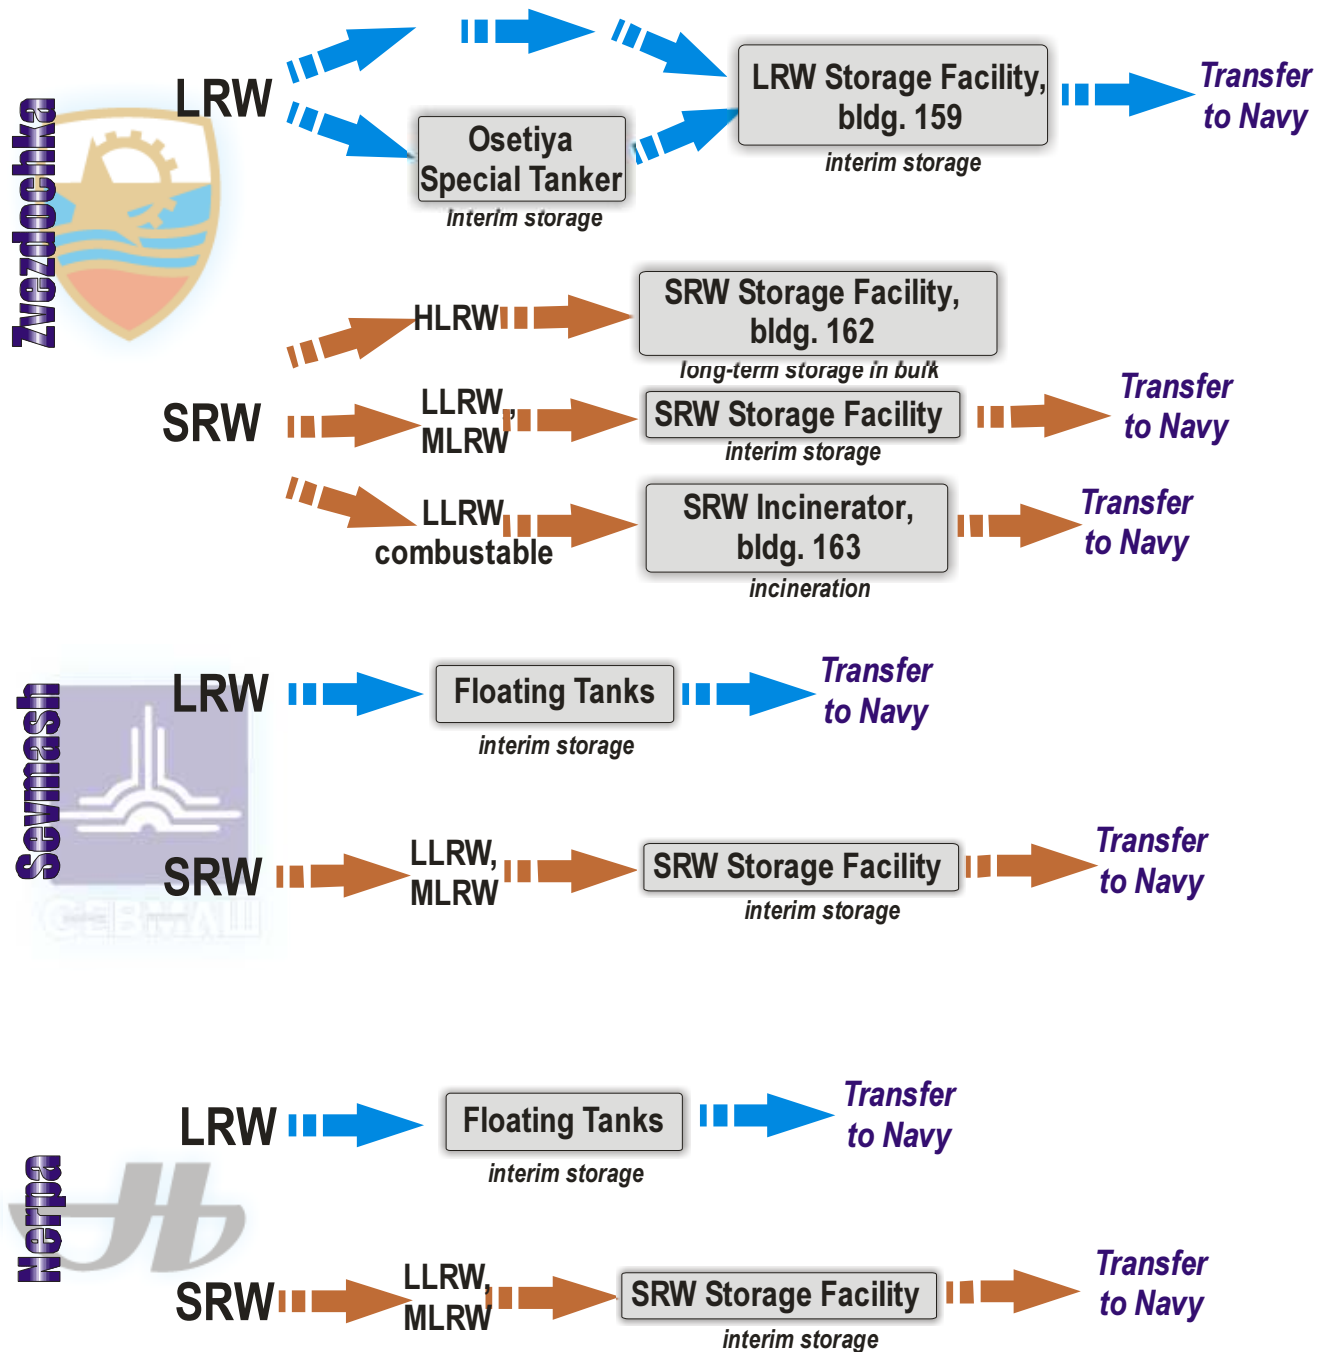 Zvezdochka
LRW
Osetiya
Special Tanker
interim storage
LRW Storage Facility,
bldg. 159
interim storage
Transfer
to Navy
SRW
HLRW
SRW Storage Facility,
bldg. 162
long-term storage in bulk
LLRW,
MLRW
SRW Storage Facility
interim storage
Transfer
to Navy
LLRW
combustable
SRW Incinerator,
bldg. 163
incineration
Transfer
to Navy
Sevmash
СЕВМАШ
LRW
Floating Tanks
interim storage
Transfer
to Navy
SRW
LLRW,
MLRW
SRW Storage Facility
interim storage
Transfer
to Navy
Nerpa
LRW
Floating Tanks
interim storage
Transfer
to Navy
SRW
LLRW,
MLRW
SRW Storage Facility
interim storage
Transfer
to Navy